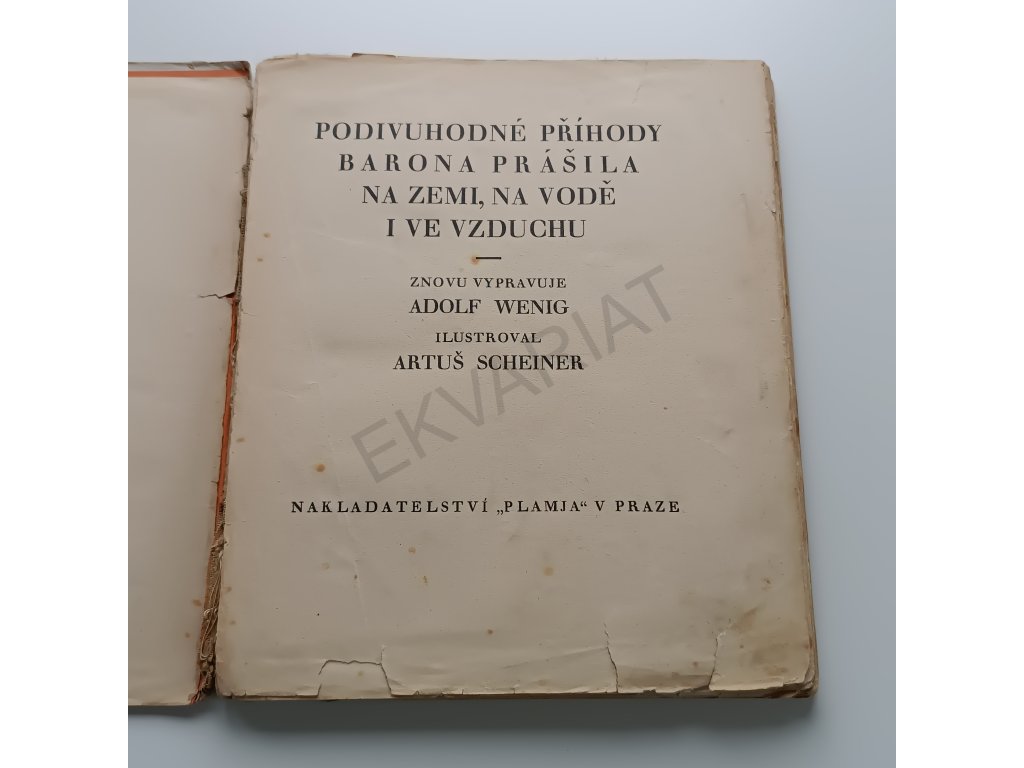 PODIVUHODNÉ PŘÍHODY
BARONA PRÁŠILA
NA ZEMI, NA VODĚ
I VE VZDUCHU
ZNOVU VYPRAVUJE
ADOLF WENIG
ILUSTROVAL
ARTUŠ SCHEINER
EKVARIAT
NAKLADATELSTVÍ „PLAMJA“ V PRAZE